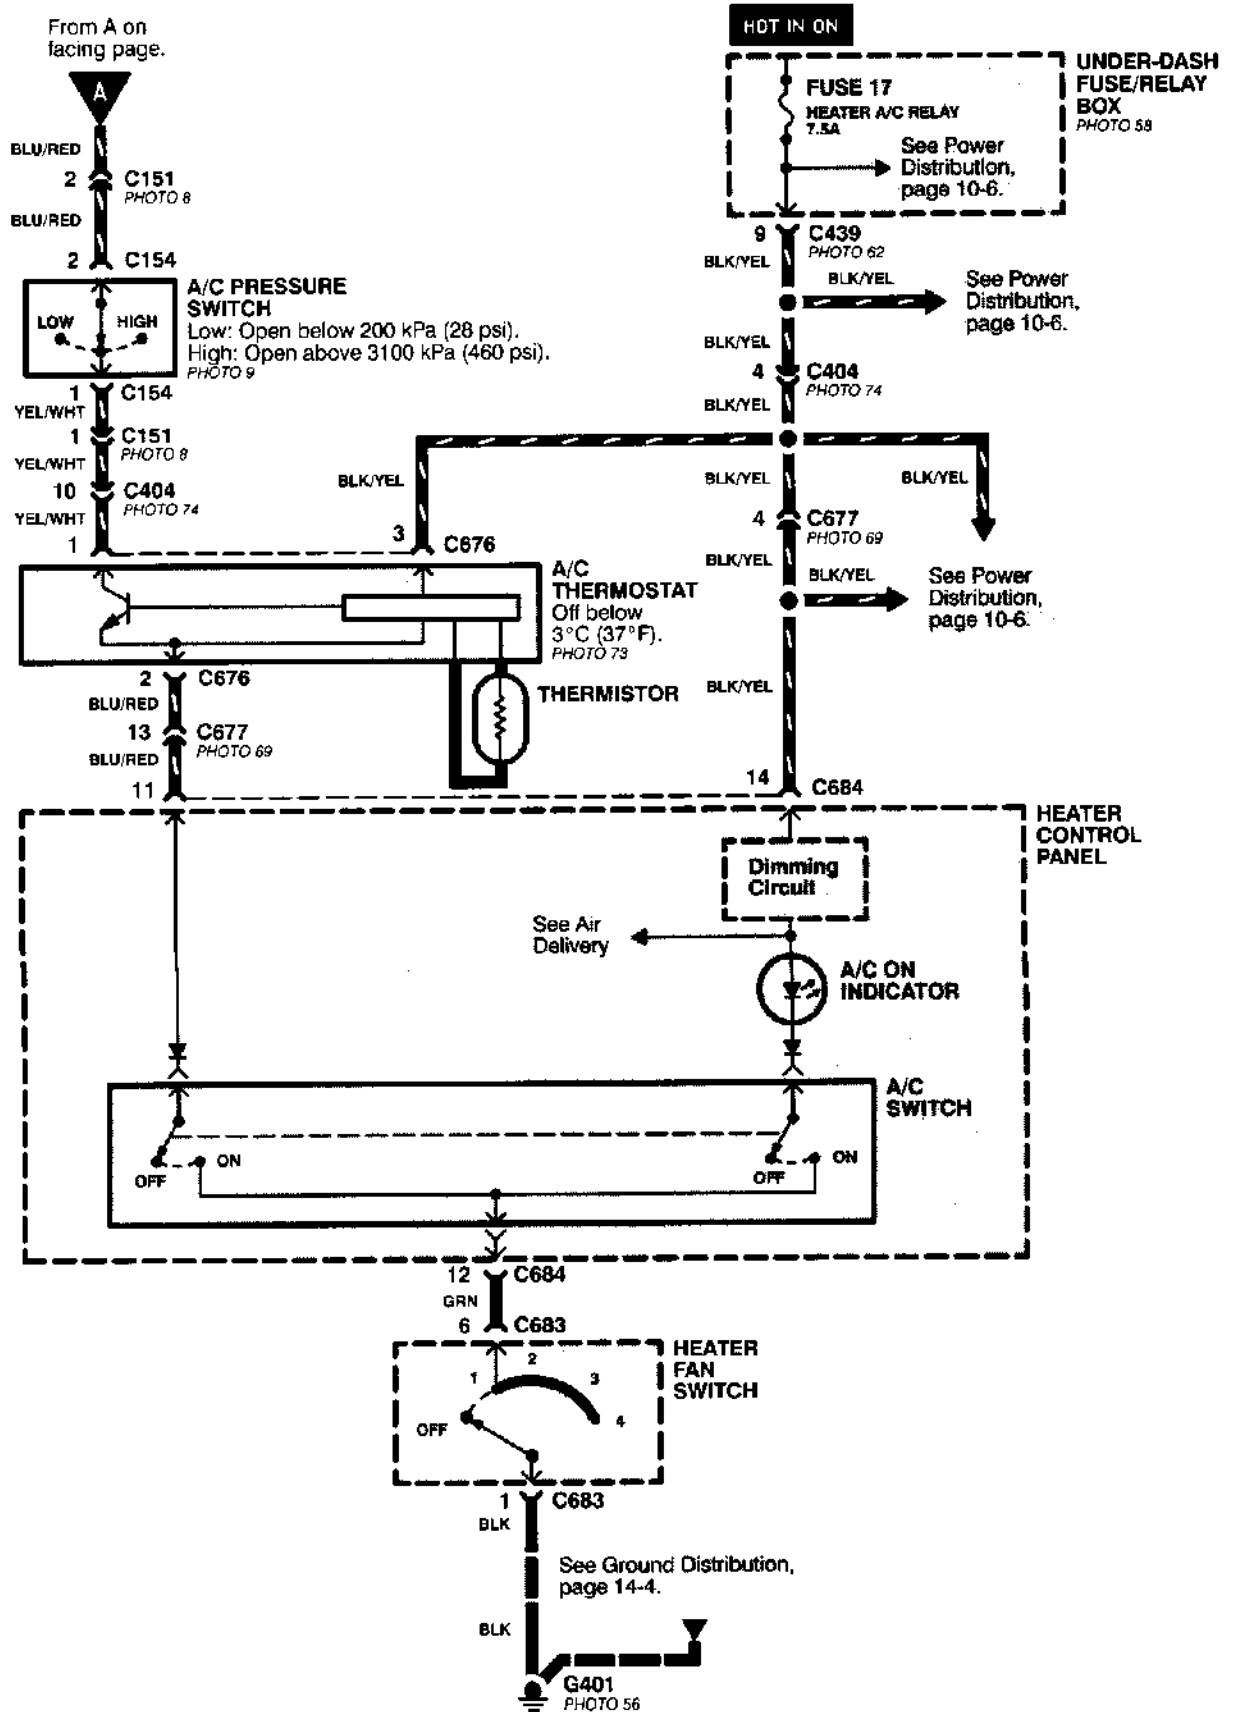 From A on
facing page.
A
BLU/RED
2 C151
PHOTO 8
BLU/RED
2 C154
A/C PRESSURE
SWITCH
Low: Open below 200 kPa (28 psi).
High: Open above 3100 kPa (460 psi).
PHOTO 9
LOW HIGH
1 C154
YEL/WHT
1 C151
PHOTO 8
YEL/WHT
10 C404
PHOTO 74
YEL/WHT
1
HOT IN ON
UNDER-DASH
FUSE/RELAY
BOX
PHOTO 58
FUSE 17
HEATER A/C RELAY
7.5A
See Power
Distribution,
page 10-6.
9 C439
PHOTO 62
BLK/YEL
BLK/YEL
See Power
Distribution,
page 10-6.
BLK/YEL
4 C404
PHOTO 74
BLK/YEL
BLK/YEL
BLK/YEL
BLK/YEL
3 C676
4 C677
PHOTO 69
BLK/YEL
BLK/YEL
See Power
Distribution,
page 10-6.
A/C
THERMOSTAT
Off below
3°C (37°F).
PHOTO 73
THERMISTOR
BLK/YEL
2 C676
BLU/RED
13 C677
PHOTO 69
BLU/RED
11
14 C684
HEATER
CONTROL
PANEL
Dimming
Circuit
See Air
Delivery
A/C ON
INDICATOR
A/C
SWITCH
OFF ON
OFF ON
12 C684
GRN
6 C683
HEATER
FAN
SWITCH
OFF 1 2 3 4
1 C683
BLK
See Ground Distribution,
page 14-4.
BLK
G401
PHOTO 56